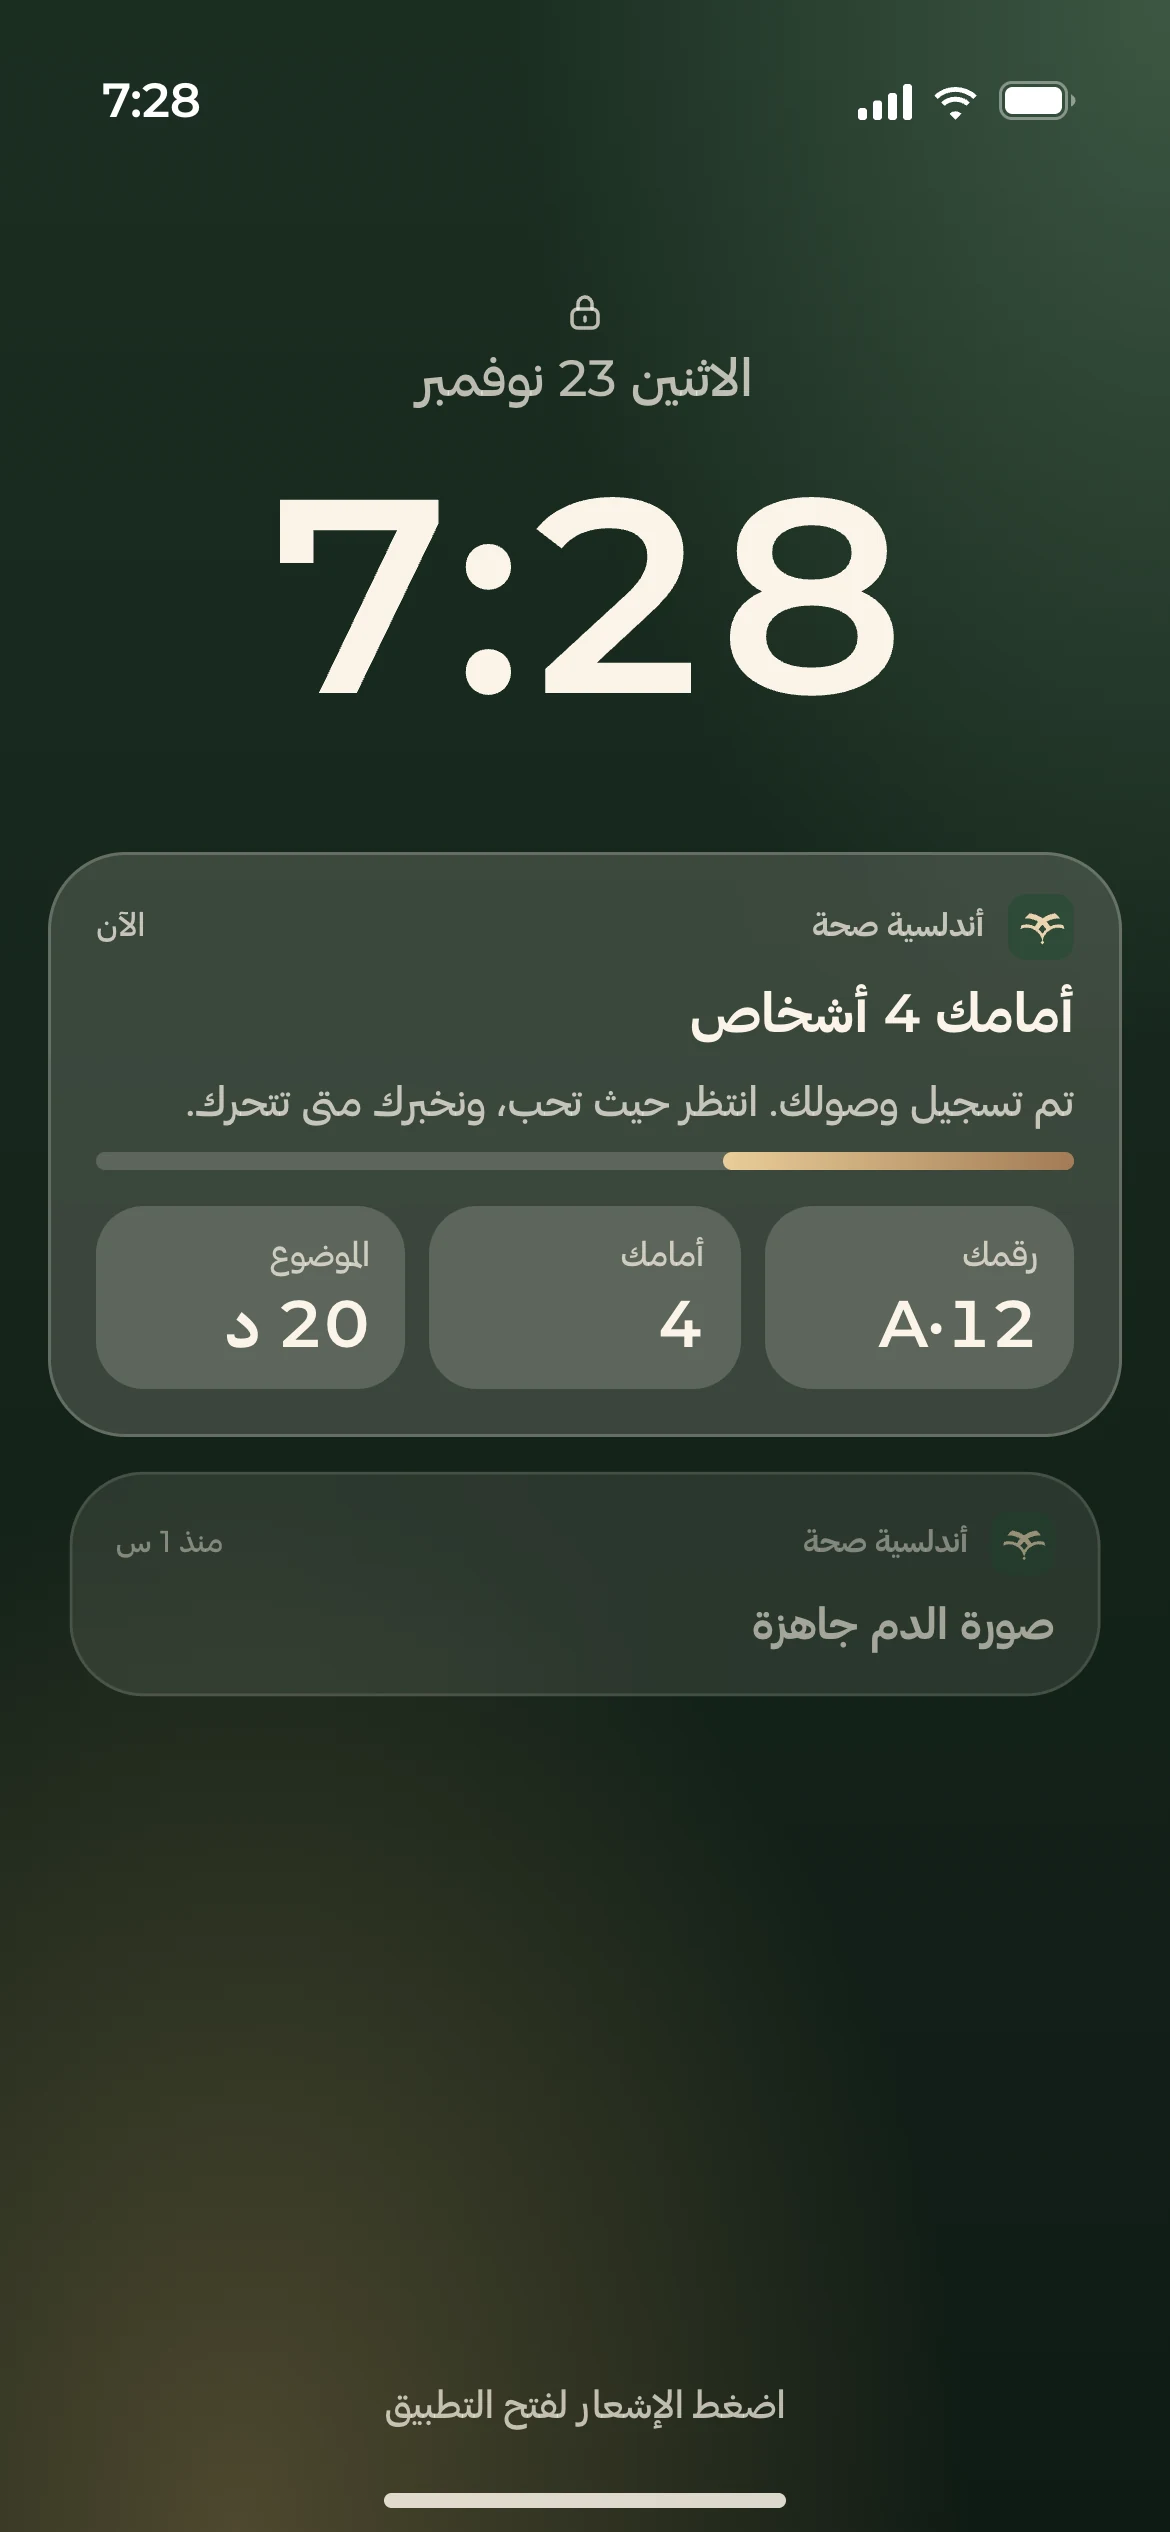 7:28
الاثنين 23 نوفمبر
7:28
أندلسية صحة
الآن
أمامك 4 أشخاص
تم تسجيل وصولك. انتظر حيث تحب، ونخبرك متى تتحرك.
رقمك
A·12
أمامك
4
الموضوع
20 د
أندلسية صحة
منذ 1 س
صورة الدم جاهزة
اضغط الإشعار لفتح التطبيق